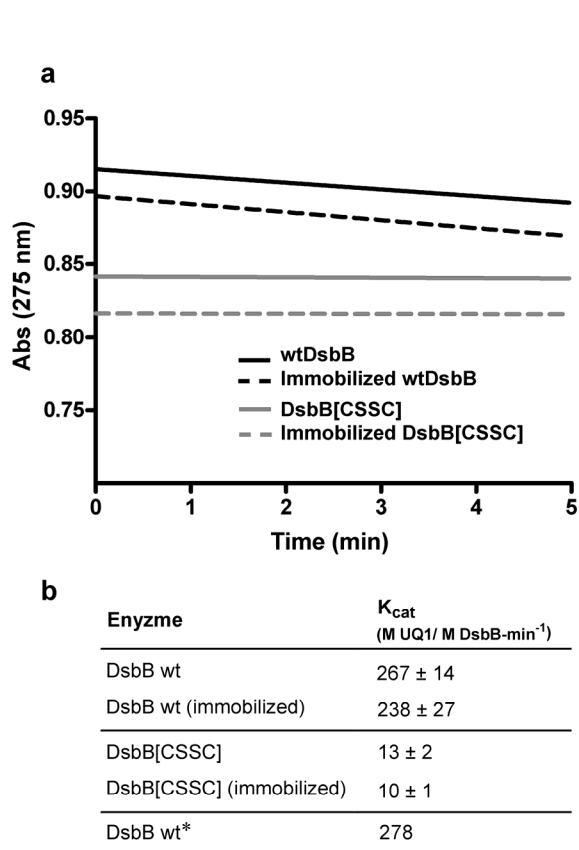 a
0.95
0.90
0.85
0.80
0.75
Abs (275 nm)
wtDsbB
Immobilized wtDsbB
DsbB[CSSC]
Immobilized DsbB[CSSC]
0 1 2 3 4 5
Time (min)
b
Enyzme Kcat
(M UQ1/ M DsbB-min-1)
DsbB wt 267 ± 14
DsbB wt (immobilized) 238 ± 27
DsbB[CSSC] 13 ± 2
DsbB[CSSC] (immobilized) 10 ± 1
DsbB wt* 278